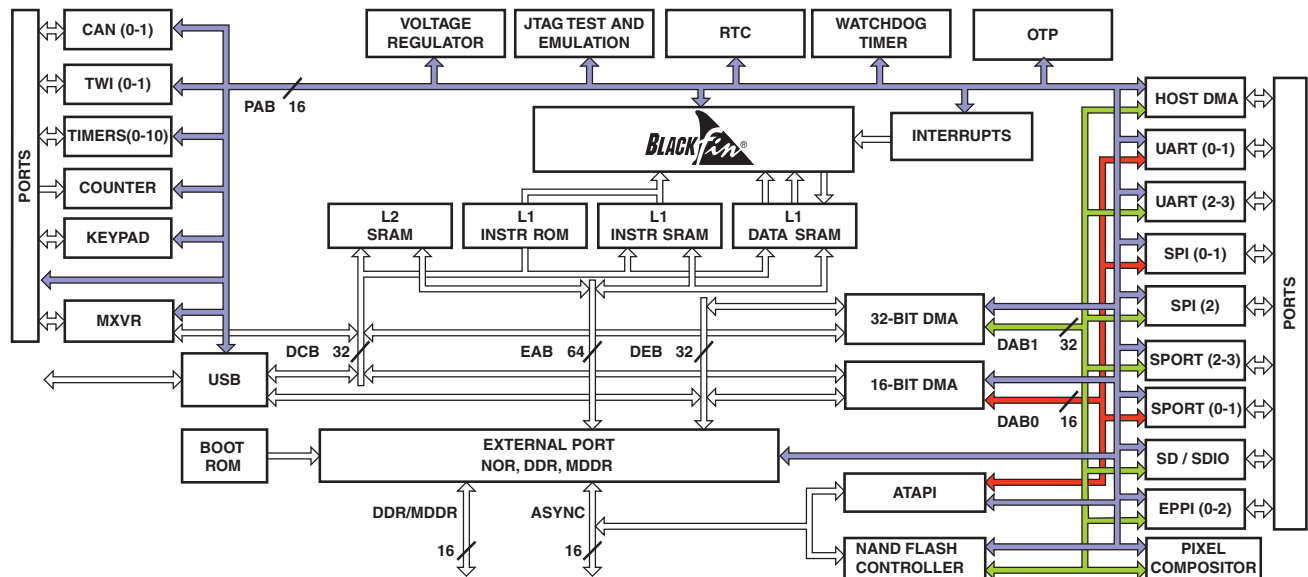 VOLTAGE
REGULATOR
JTAG TEST AND
EMULATION
RTC
WATCHDOG
TIMER
OTP
PORTS
CAN (0-1)
TWI (0-1)
TIMERS(0-10)
COUNTER
KEYPAD
MXVR
USB
PAB 16
BLACKfin®
INTERRUPTS
L2
SRAM
L1
INSTR ROM
L1
INSTR SRAM
L1
DATA SRAM
DCB 32
EAB 64
DEB 32
32-BIT DMA
16-BIT DMA
DAB1 32
DAB0 16
BOOT
ROM
EXTERNAL PORT
NOR, DDR, MDDR
DDR/MDDR
16
ASYNC
16
ATAPI
NAND FLASH
CONTROLLER
HOST DMA
UART (0-1)
UART (2-3)
SPI (0-1)
SPI (2)
SPORT (2-3)
SPORT (0-1)
SD / SDIO
EPPI (0-2)
PIXEL
COMPOSITOR
PORTS